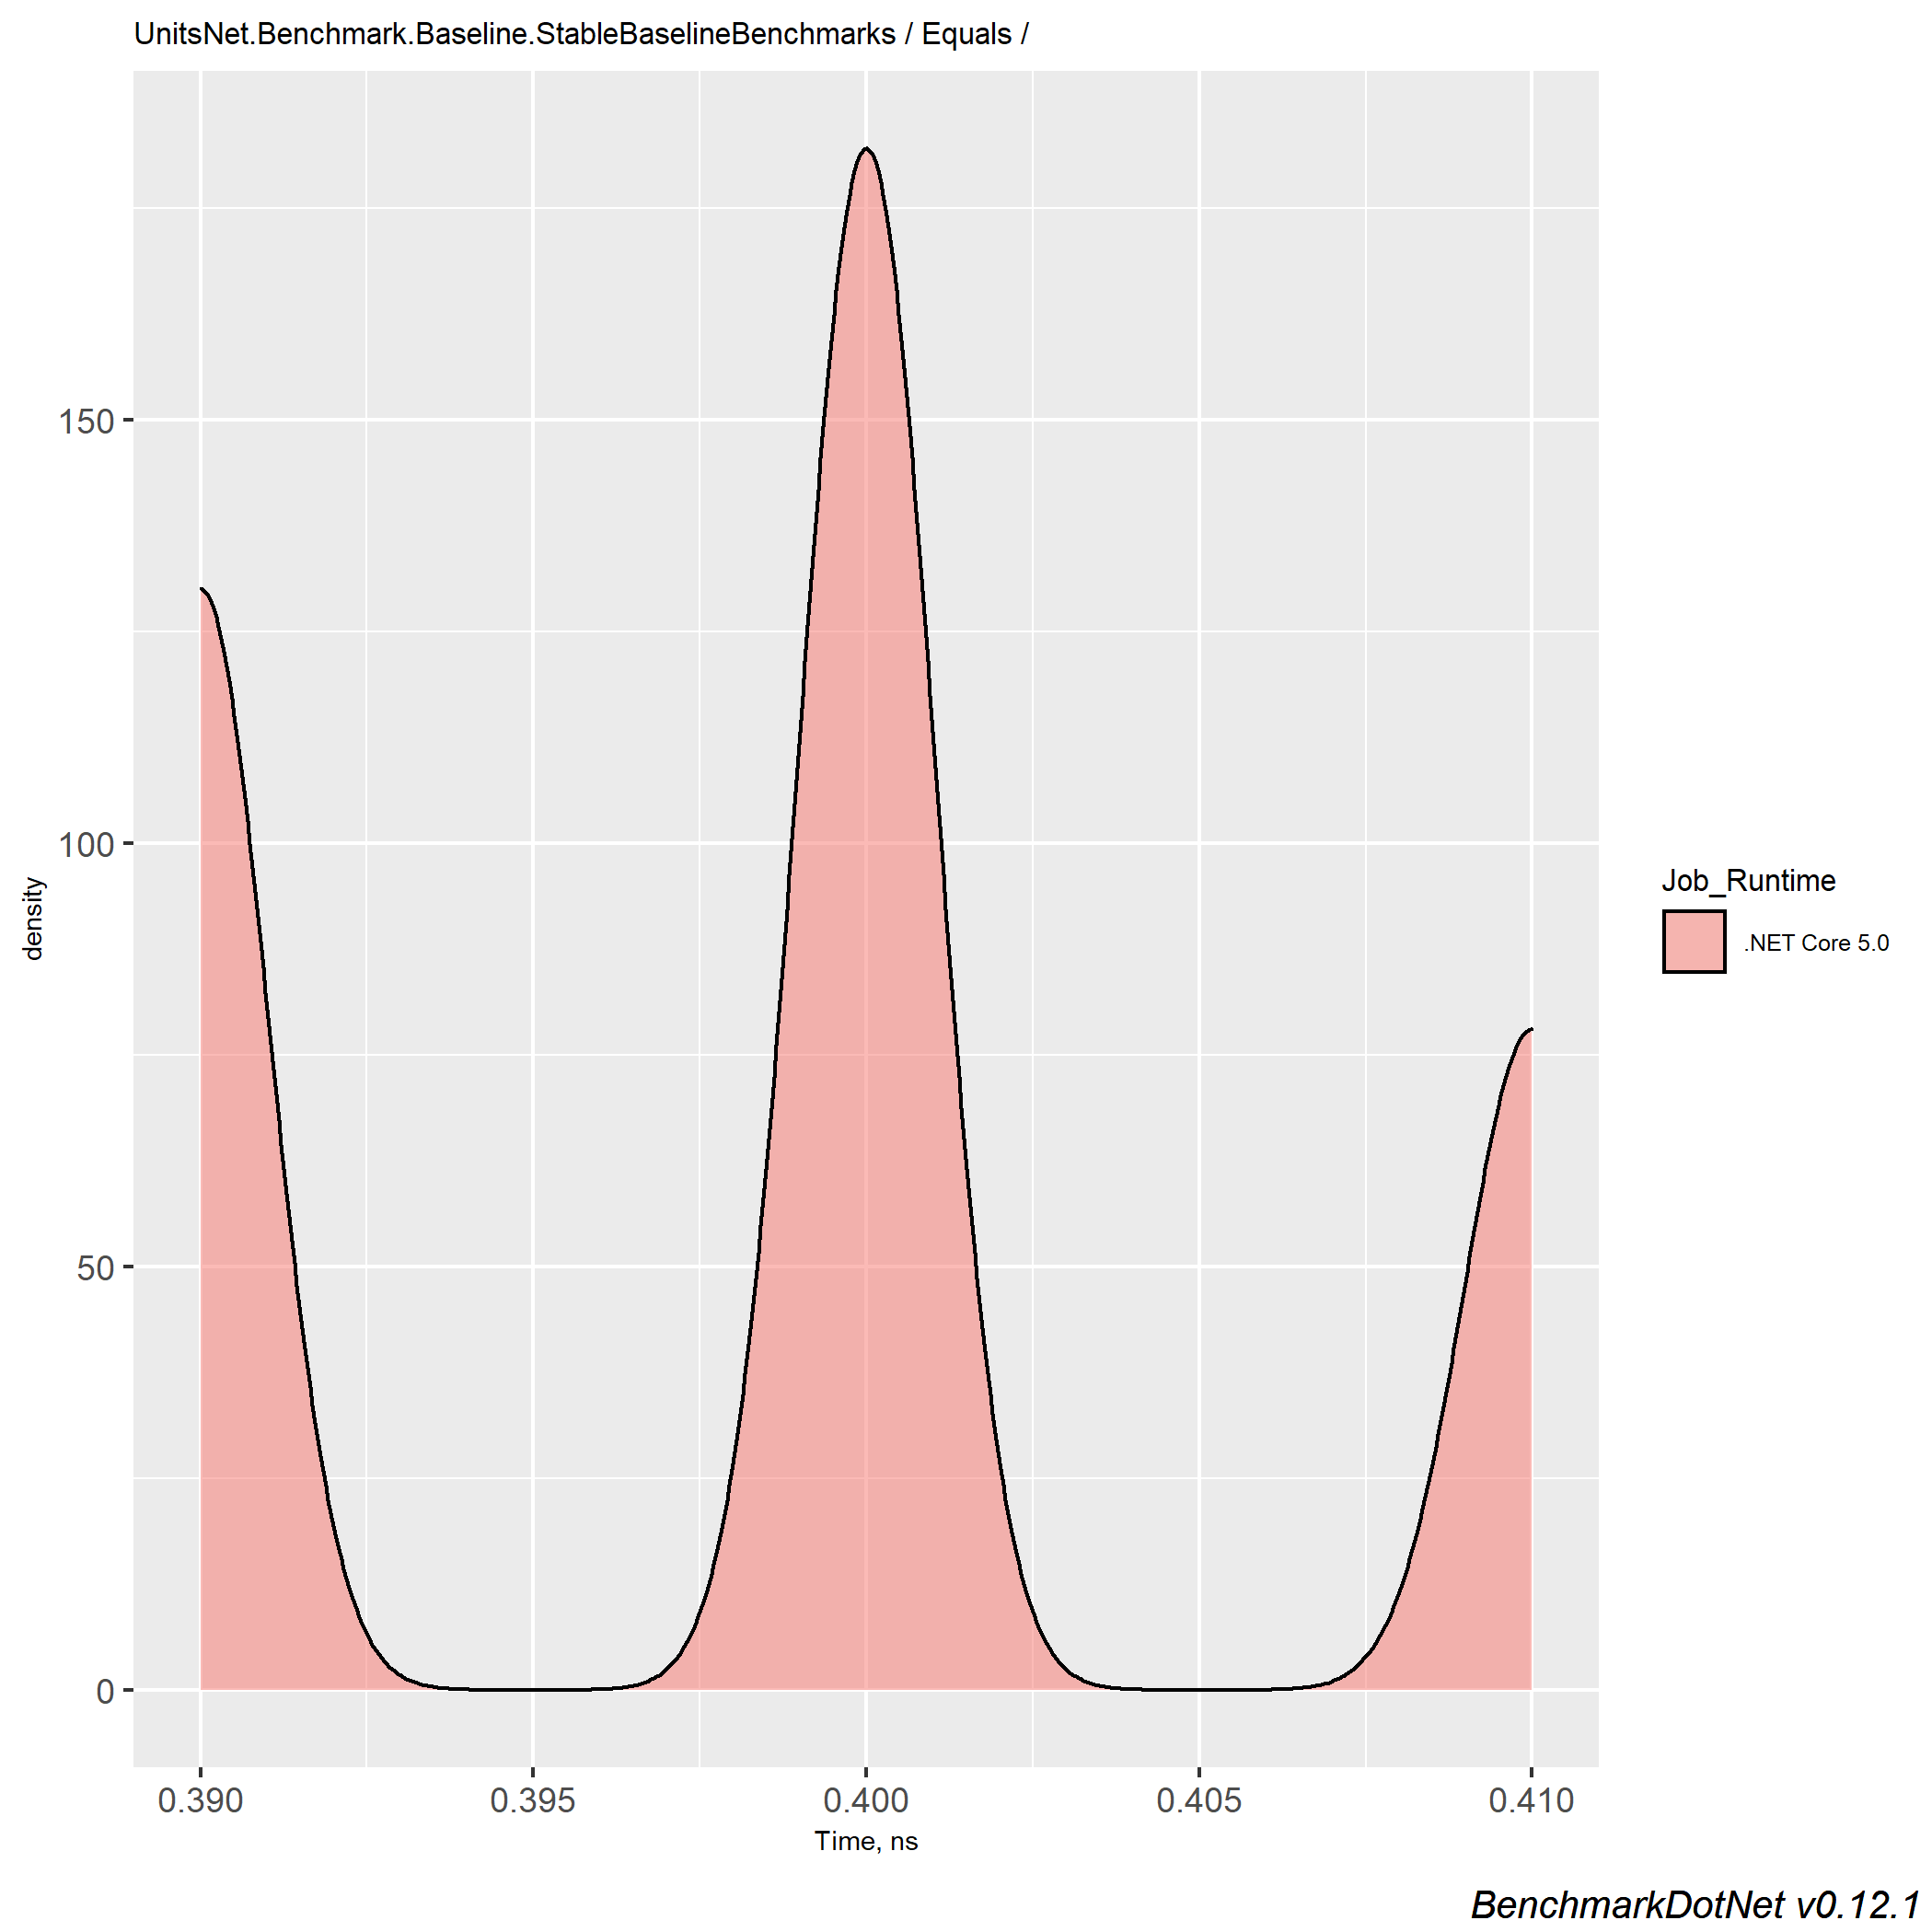 UnitsNet.Benchmark.Baseline.StableBaselineBenchmarks / Equals /
150
100
50
0
density
0.390 0.395 0.400 0.405 0.410
Time, ns
Job_Runtime
.NET Core 5.0
BenchmarkDotNet v0.12.1